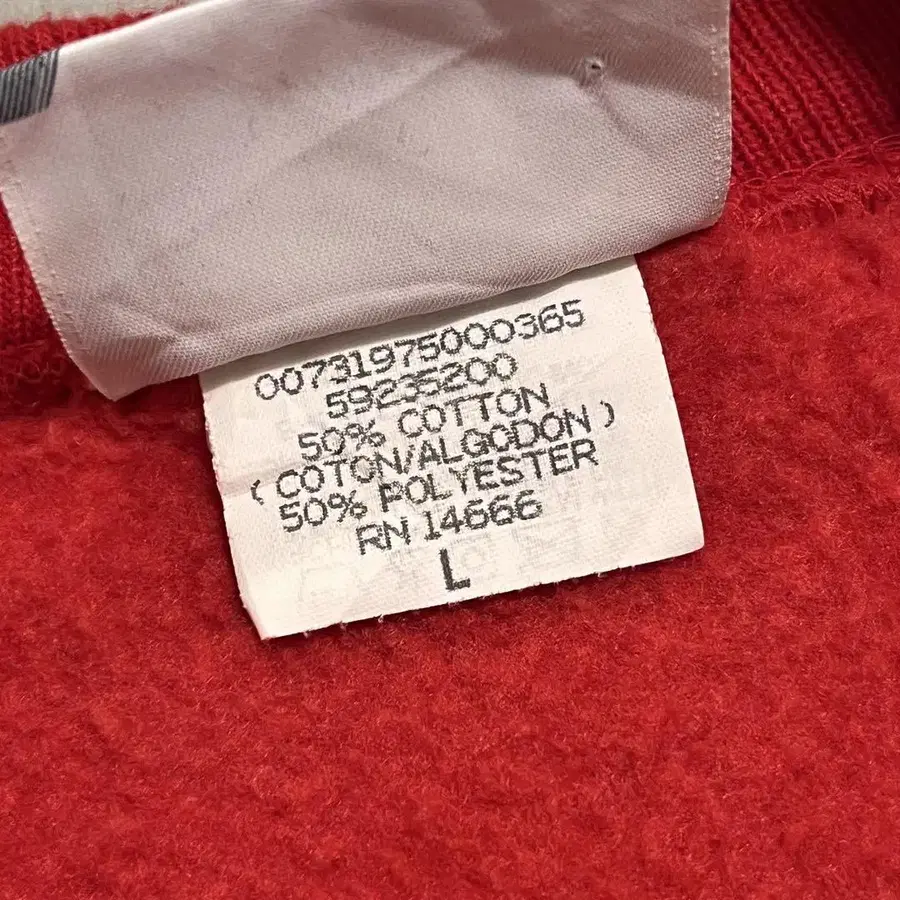 00731975000365
59235200
50% COTTON
(COTON/ALGODON)
50% POLYESTER
RN 14666
L